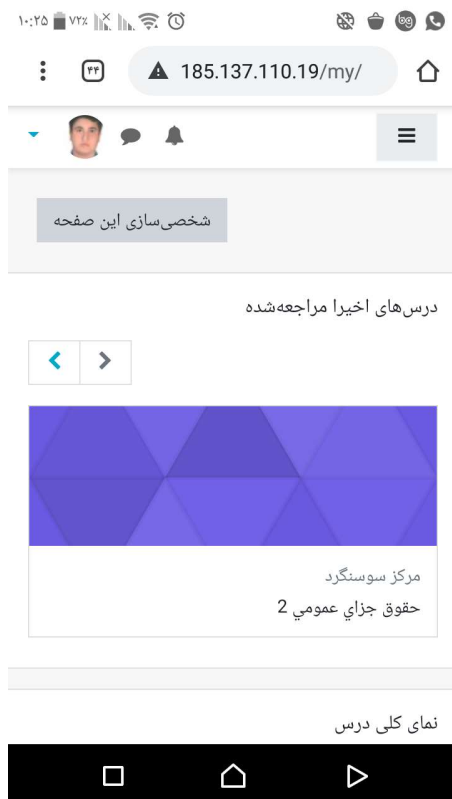 ۱۰:۲۵ ۷۲٪
۴۴ 185.137.110.19/my/
شخصی‌سازی این صفحه
درس‌های اخیرا مراجعه‌شده
مرکز سوسنگرد
حقوق جزاي عمومي 2
نمای کلی درس